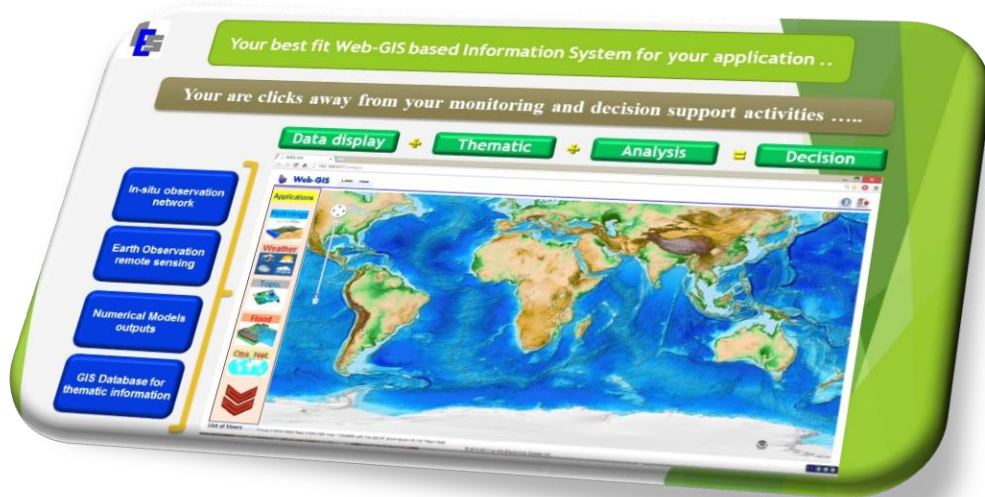 Your best fit Web-GIS based Information System for your application ..
Your are clicks away from your monitoring and decision support activities .....
Data display + Thematic + Analysis = Decision
In-situ observation
network
Earth Observation
remote sensing
Numerical Models
outputs
GIS Database for
thematic information
Web-GIS
Applications
Hydrology
Weather
Topo.
Flood
Obs. Net.
List of Users